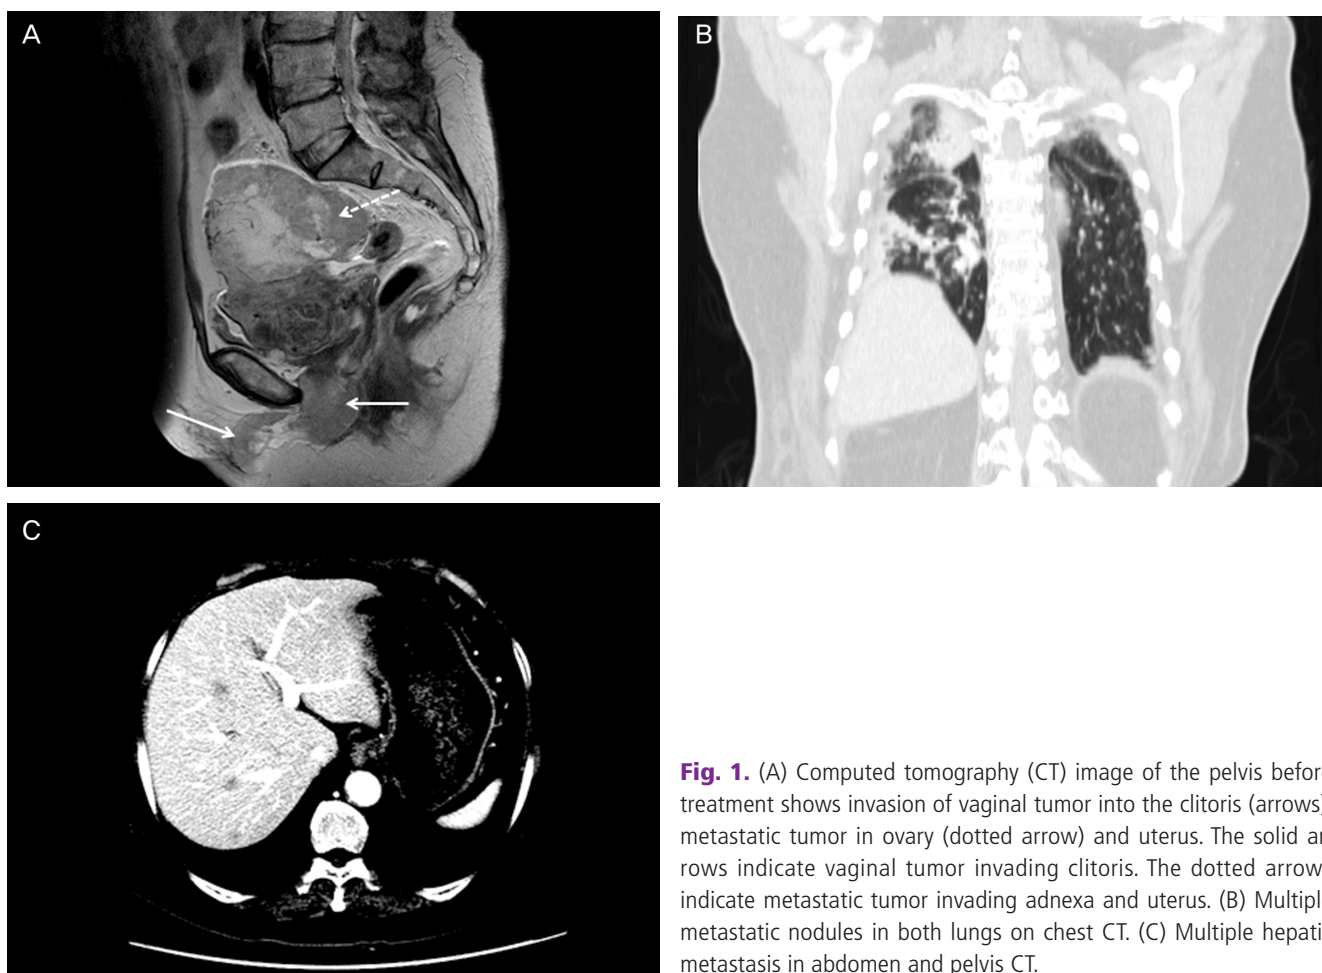 A
B
C
Fig. 1. (A) Computed tomography (CT) image of the pelvis befor
treatment shows invasion of vaginal tumor into the clitoris (arrows)
metastatic tumor in ovary (dotted arrow) and uterus. The solid ar
rows indicate vaginal tumor invading clitoris. The dotted arrow
indicate metastatic tumor invading adnexa and uterus. (B) Multipl
metastatic nodules in both lungs on chest CT. (C) Multiple hepati
metastasis in abdomen and pelvis CT.